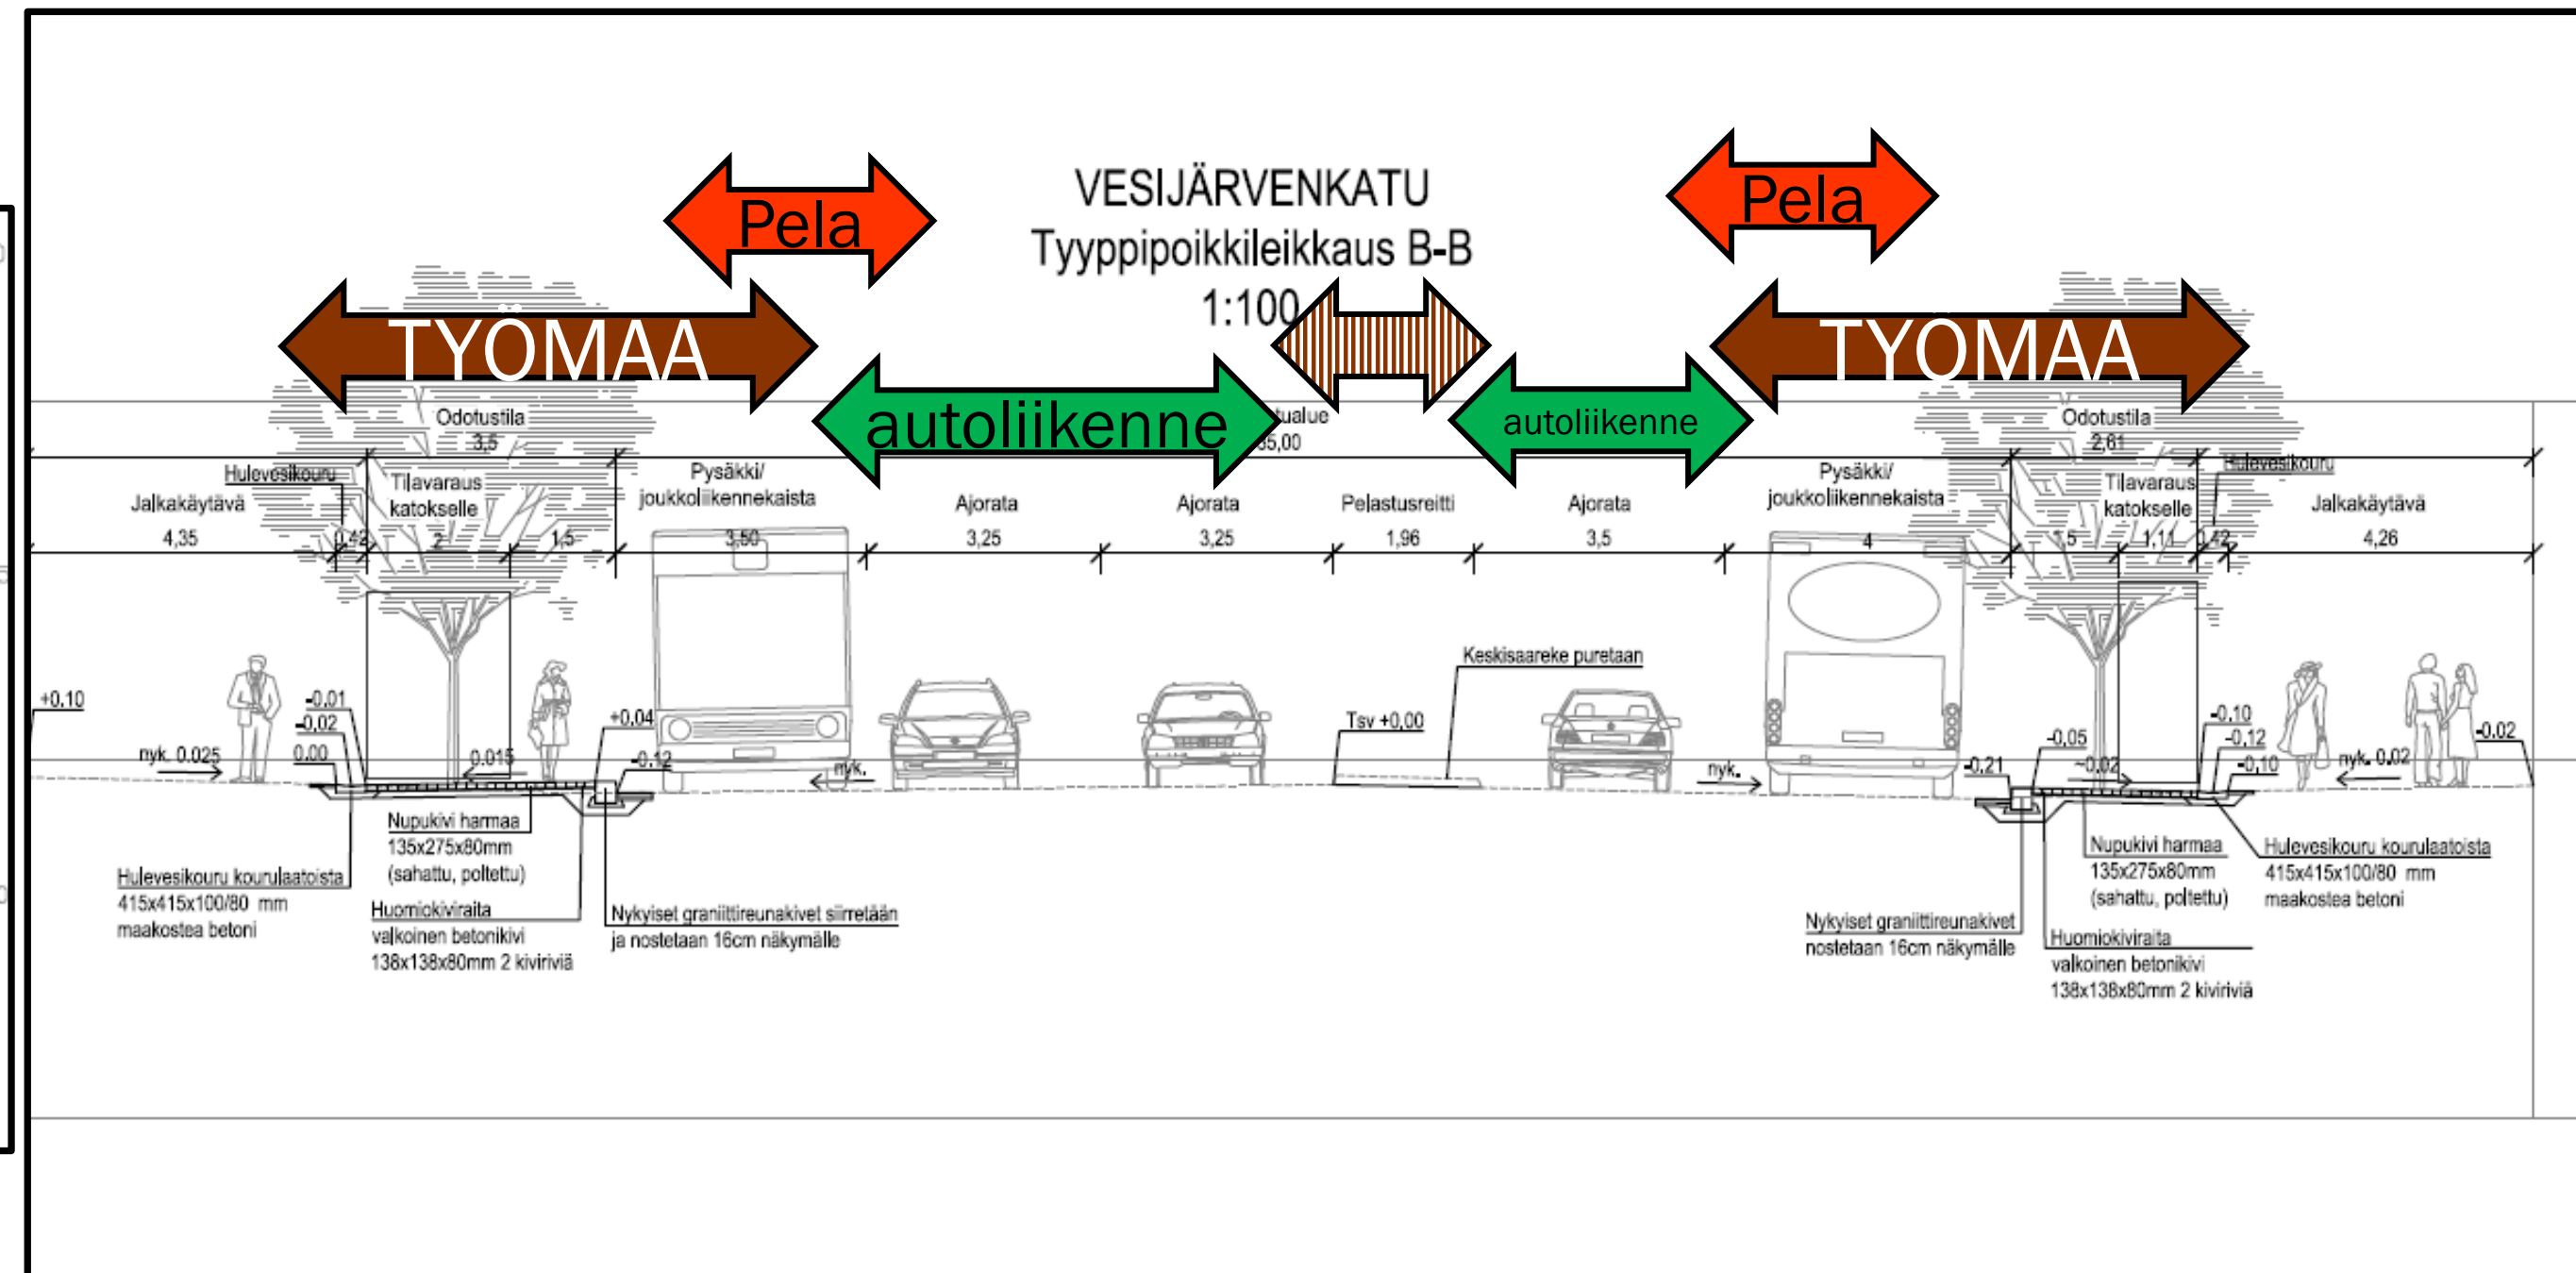 Pela
VESIJÄRVENKATU
Pela
Tyyppipoikkileikkaus B-B
1:100
TYÖMAA
TYÖMAA
autoliikenne
autoliikenne
Odotustila
3,5
Odotustila
2,61
Hulevesikouru
Tilavaraus
katokselle
Pysäkki/
joukkoliikennekaista
Pysäkki/
joukkoliikennekaista
Tilavaraus
katokselle
Hulevesikouru
Jalkakäytävä
Ajorata
Ajorata
Pelastusreitti
Ajorata
Jalkakäytävä
4,35
0,42
2
1,5
3,50
3,25
3,25
1,96
3,5
4
1,5
1,11
0,42
4,26
Keskisaareke puretaan
+0,10
-0,01
-0,02
0.00
nyk. 0.025
0.015
+0,04
-0.12
nyk.
Tsv +0,00
nyk.
-0,21
-0,05
~0.02
-0,10
-0,12
-0,10
nyk. 0.02
-0.02
Nupukivi harmaa
135x275x80mm
(sahattu, poltettu)
Hulevesikouru kourulaatoista
415x415x100/80 mm
maakostea betoni
Huomiokiviraita
valkoinen betonikivi
138x138x80mm 2 kiviriviä
Nykyiset graniittireunakivet siirretään
ja nostetaan 16cm näkymälle
Nykyiset graniittireunakivet
nostetaan 16cm näkymälle
Nupukivi harmaa
135x275x80mm
(sahattu, poltettu)
Hulevesikouru kourulaatoista
415x415x100/80 mm
maakostea betoni
Huomiokiviraita
valkoinen betonikivi
138x138x80mm 2 kiviriviä